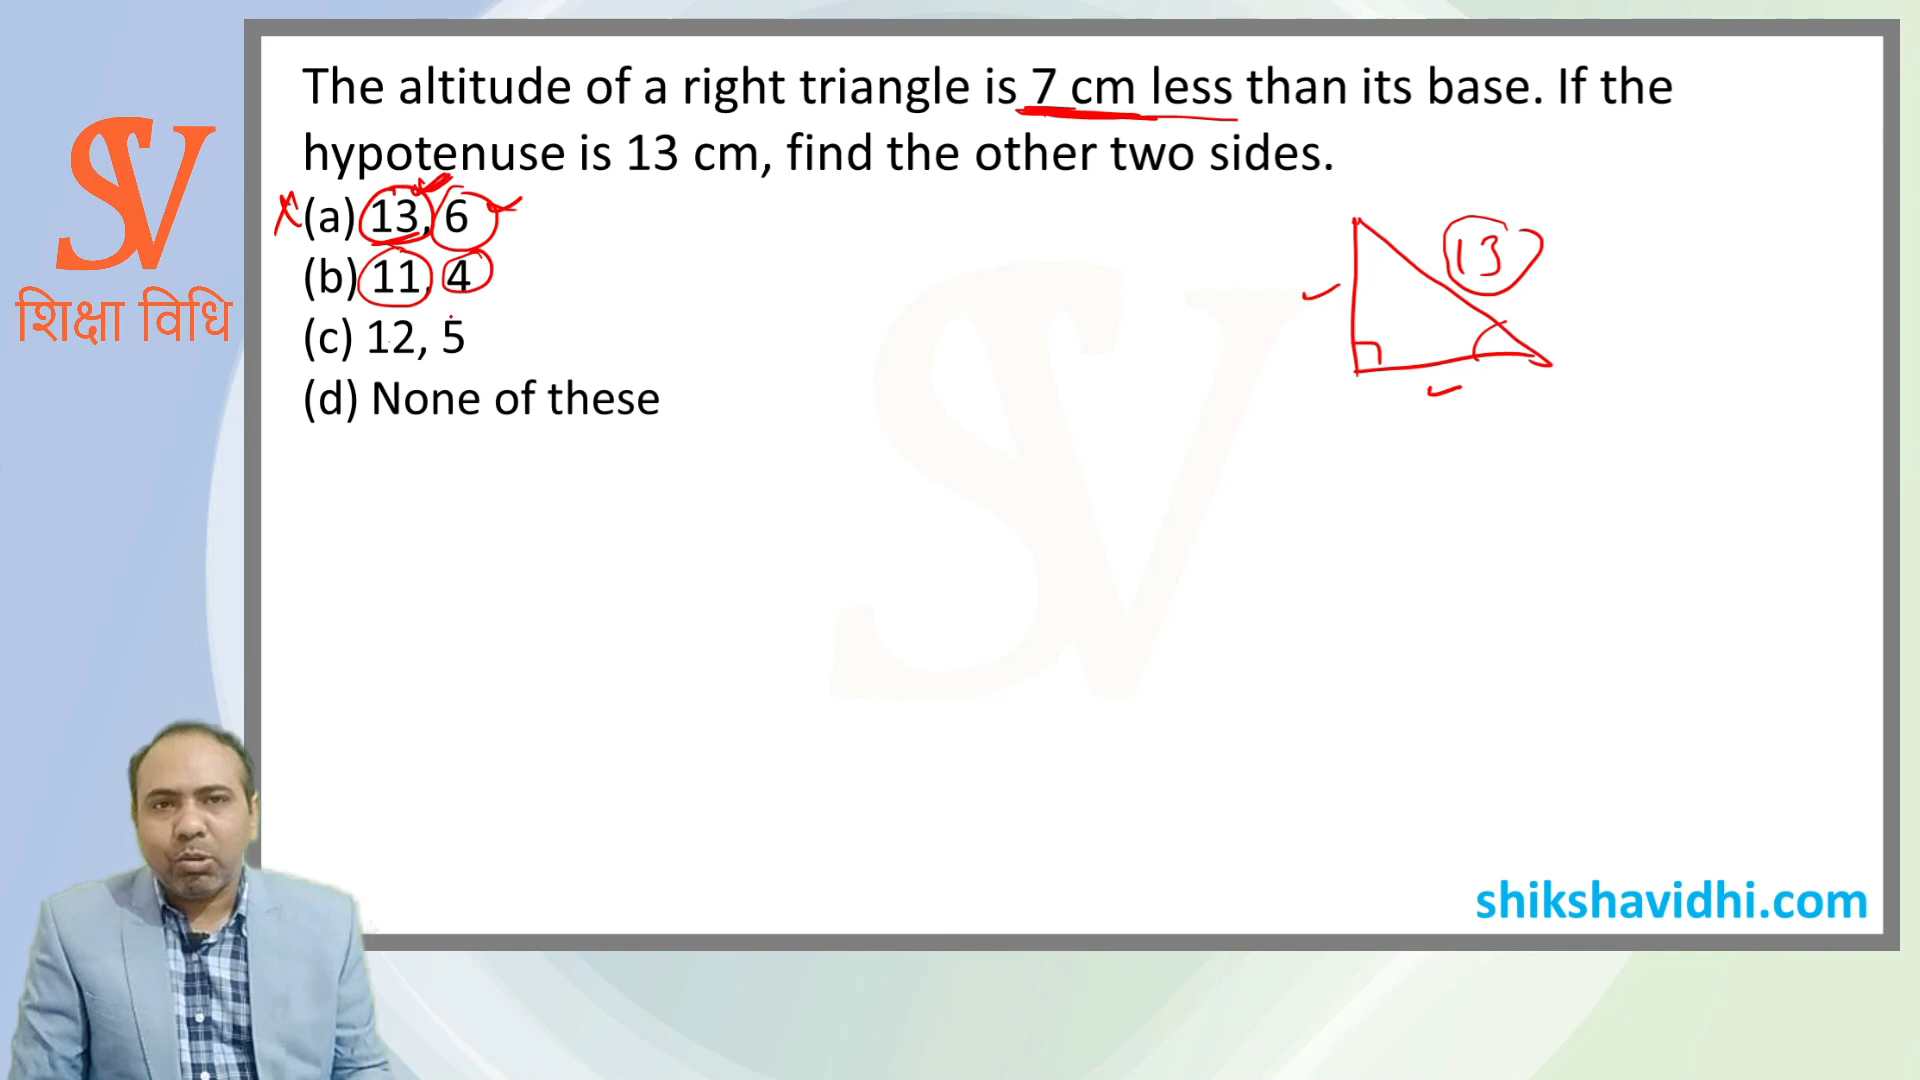 The altitude of a right triangle is 7 cm less than its base. If the
hypotenuse is 13 cm, find the other two sides.
(a) 13, 6
(b) 11, 4
(c) 12, 5
(d) None of these
13
SV
शिक्षा विधि
SV
shikshavidhi.com